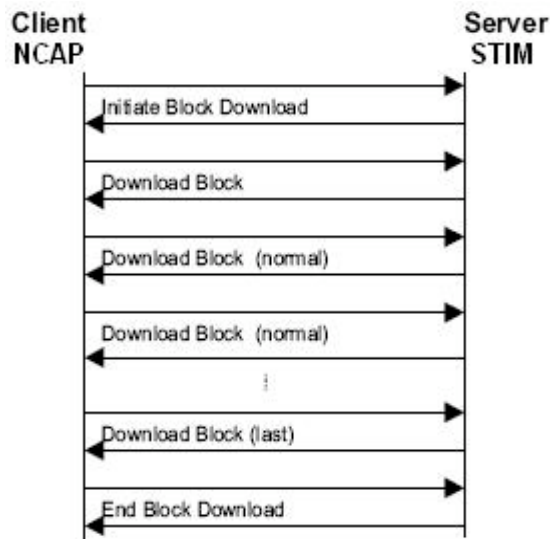 Client
NCAP
Server
STIM
Initiate Block Download
Download Block
Download Block (normal)
Download Block (normal)
Download Block (last)
End Block Download